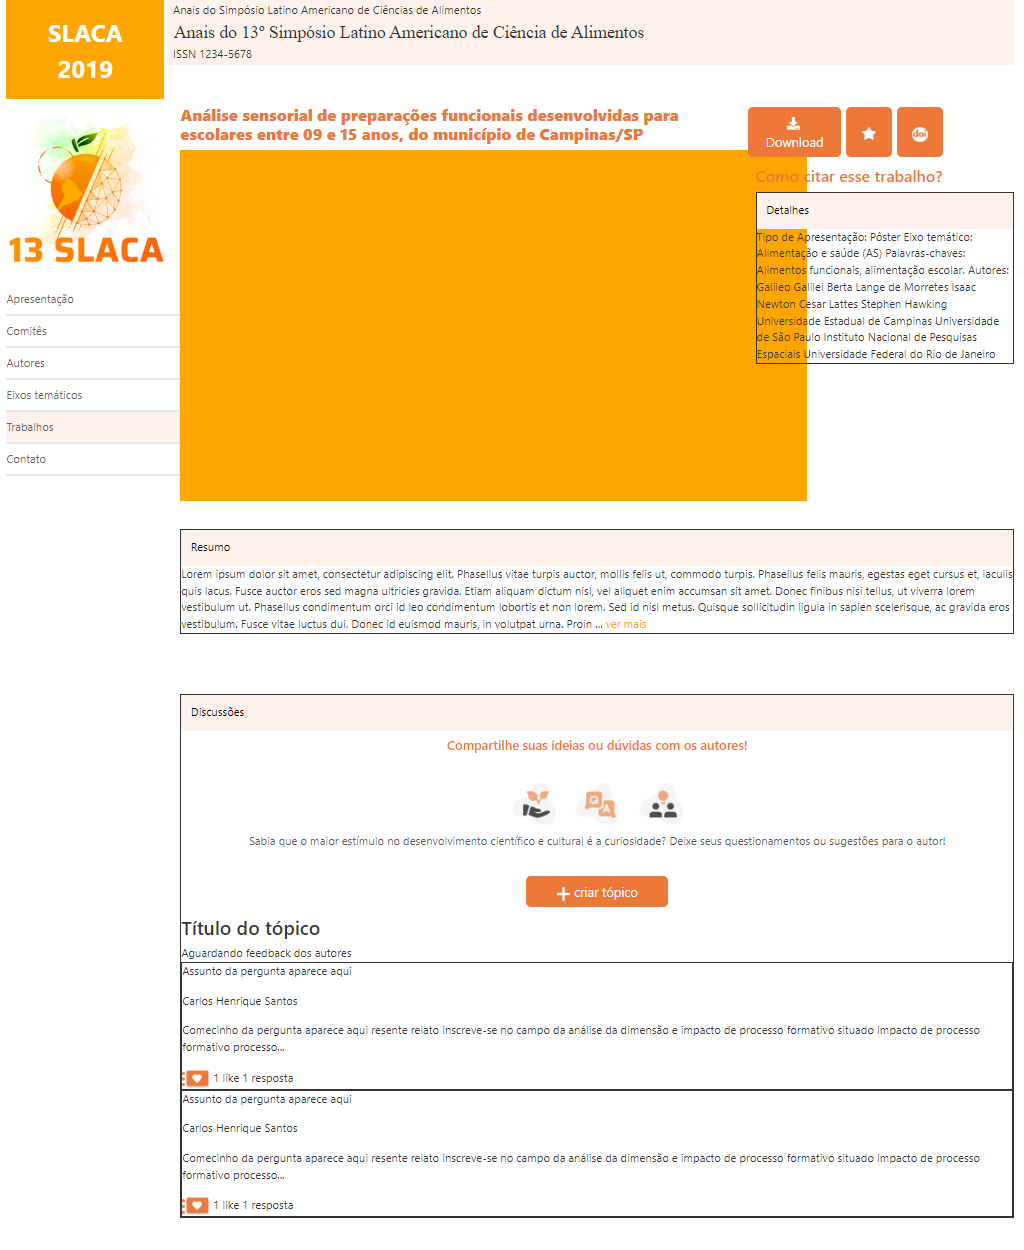 SLACA
2019
Anais do Simpósio Latino Americano de Ciências de Alimentos
Anais do 13º Simpósio Latino Americano de Ciência de Alimentos
ISSN 1234-5678
13 SLACA
Apresentação
Comitês
Autores
Eixos temáticos
Trabalhos
Contato
Análise sensorial de preparações funcionais desenvolvidas para
escolares entre 09 e 15 anos, do município de Campinas/SP
Download
doi
Como citar esse trabalho?
Detalhes
Tipo de Apresentação: Pôster Eixo temático:
Alimentação e saúde (AS) Palavras-chaves:
Alimentos funcionais, alimentação escolar. Autores:
Galileo Galilei Berta Lange de Morretes Isaac
Newton Cesar Lattes Stephen Hawking
Universidade Estadual de Campinas Universidade
de São Paulo Instituto Nacional de Pesquisas
Espaciais Universidade Federal do Rio de Janeiro
Resumo
Lorem ipsum dolor sit amet, consectetur adipiscing elit. Phasellus vitae turpis auctor, mollis felis ut, commodo turpis. Phasellus felis mauris, egestas eget cursus et, iaculis
quis lacus. Fusce auctor eros sed magna ultricies gravida. Etiam aliquam dictum nisl, vel aliquet enim accumsan sit amet. Donec finibus nisi tellus, ut viverra lorem
vestibulum ut. Phasellus condimentum orci id leo condimentum lobortis et non lorem. Sed id nisl metus. Quisque sollicitudin ligula in sapien scelerisque, ac gravida eros
vestibulum. Fusce vitae luctus dui. Donec id euismod mauris, in volutpat urna. Proin ... ver mais
Discussões
Compartilhe suas ideias ou dúvidas com os autores!
Q
A
Sabia que o maior estímulo no desenvolvimento científico e cultural é a curiosidade? Deixe seus questionamentos ou sugestões para o autor!
criar tópico
Título do tópico
Aguardando feedback dos autores
Assunto da pergunta aparece aqui
Carlos Henrique Santos
Comecinho da pergunta aparece aqui resente relato inscreve-se no campo da análise da dimensão e impacto de processo formativo situado impacto de processo
formativo processo...
1 like 1 resposta
Assunto da pergunta aparece aqui
Carlos Henrique Santos
Comecinho da pergunta aparece aqui resente relato inscreve-se no campo da análise da dimensão e impacto de processo formativo situado impacto de processo
formativo processo...
1 like 1 resposta